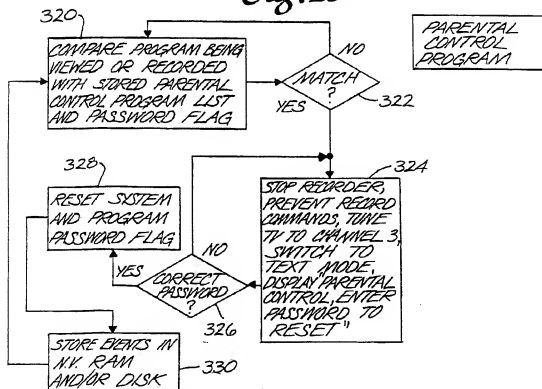 320
COMPARE PROGRAM BEING
VIEWED OR RECORDED
WITH STORED PARENTAL
CONTROL PROGRAM LIST
AND PASSWORD FLAG
NO
MATCH
?
YES
322
PARENTAL
CONTROL
PROGRAM
328
RESET SYSTEM
AND PROGRAM
PASSWORD FLAG
NO
YES
CORRECT
PASSWORD
?
326
324
STOP RECORDER,
PREVENT RECORD
COMMANDS, TUNE
TV TO CHANNEL 3,
SWITCH TO
TEXT MODE,
DISPLAY "PARENTAL
CONTROL, ENTER
PASSWORD TO
RESET"
STORE EVENTS IN
N.V. RAM
AND/OR DISK
330